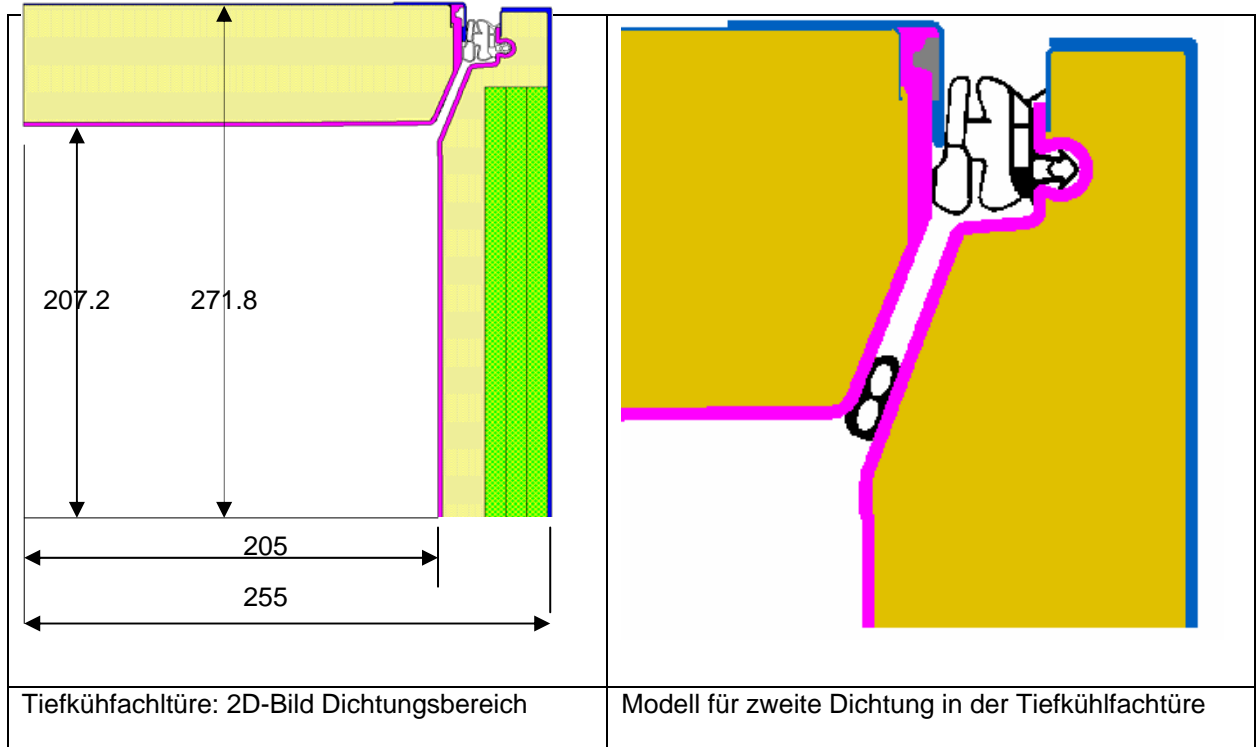 207.2
271.8
205
255
Tiefkühfachltüre: 2D-Bild Dichtungsbereich
Modell für zweite Dichtung in der Tiefkühlfachtüre